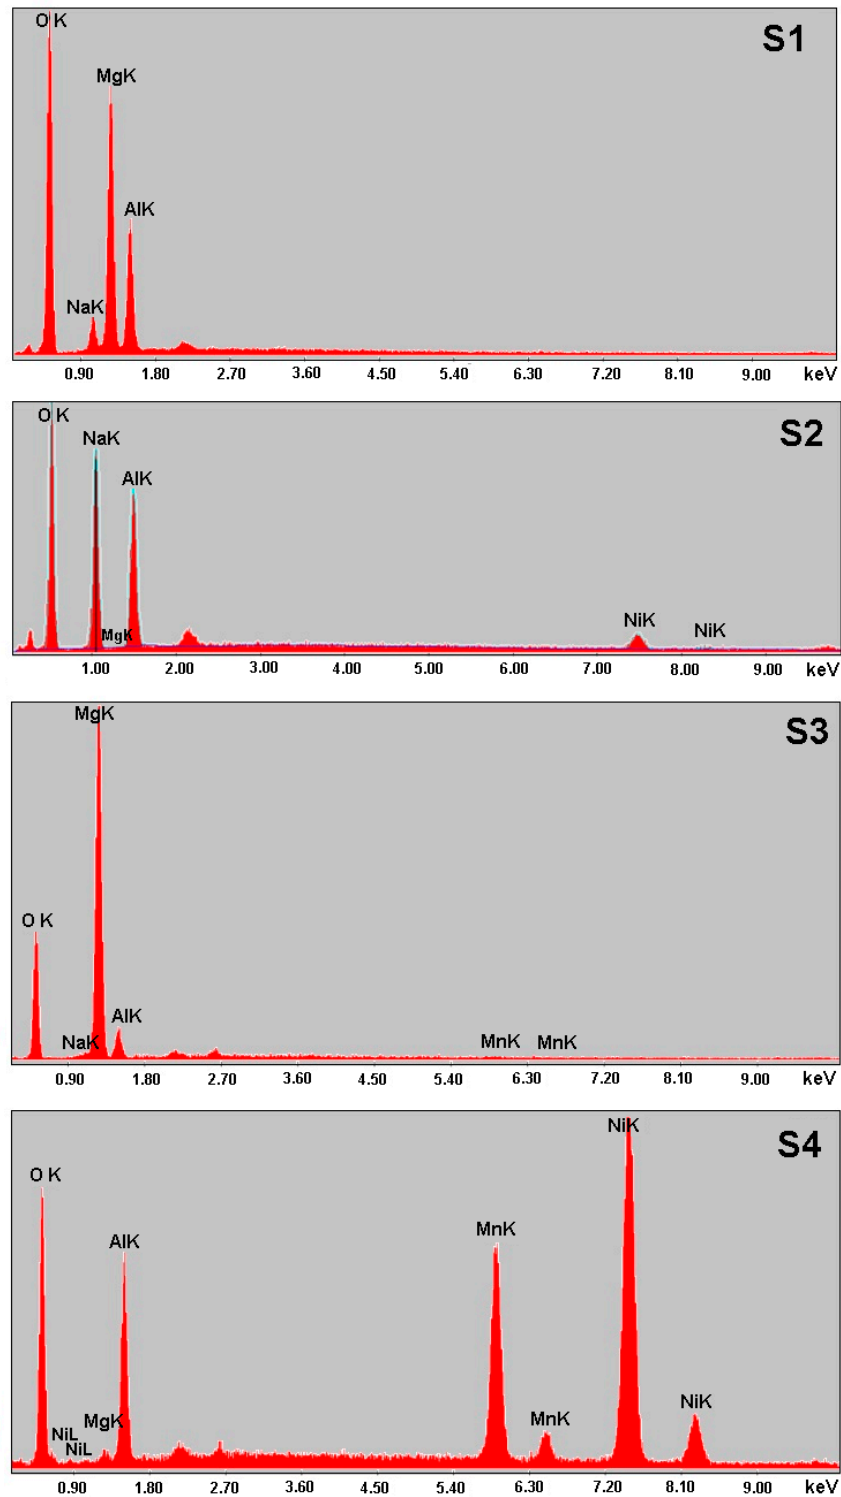 O K
S1
MgK
AlK
NaK
0.90 1.80 2.70 3.60 4.50 5.40 6.30 7.20 8.10 9.00 keV
O K
S2
NaK
AlK
MgK
NiK
NiK
1.00 2.00 3.00 4.00 5.00 6.00 7.00 8.00 9.00 keV
MgK
S3
O K
AlK
NaK
MnK MnK
0.90 1.80 2.70 3.60 4.50 5.40 6.30 7.20 8.10 9.00 keV
NiK
S4
O K
MnK
AlK
NiK
MgK
MnK
NiL
NiL
0.90 1.80 2.70 3.60 4.50 5.40 6.30 7.20 8.10 9.00 keV